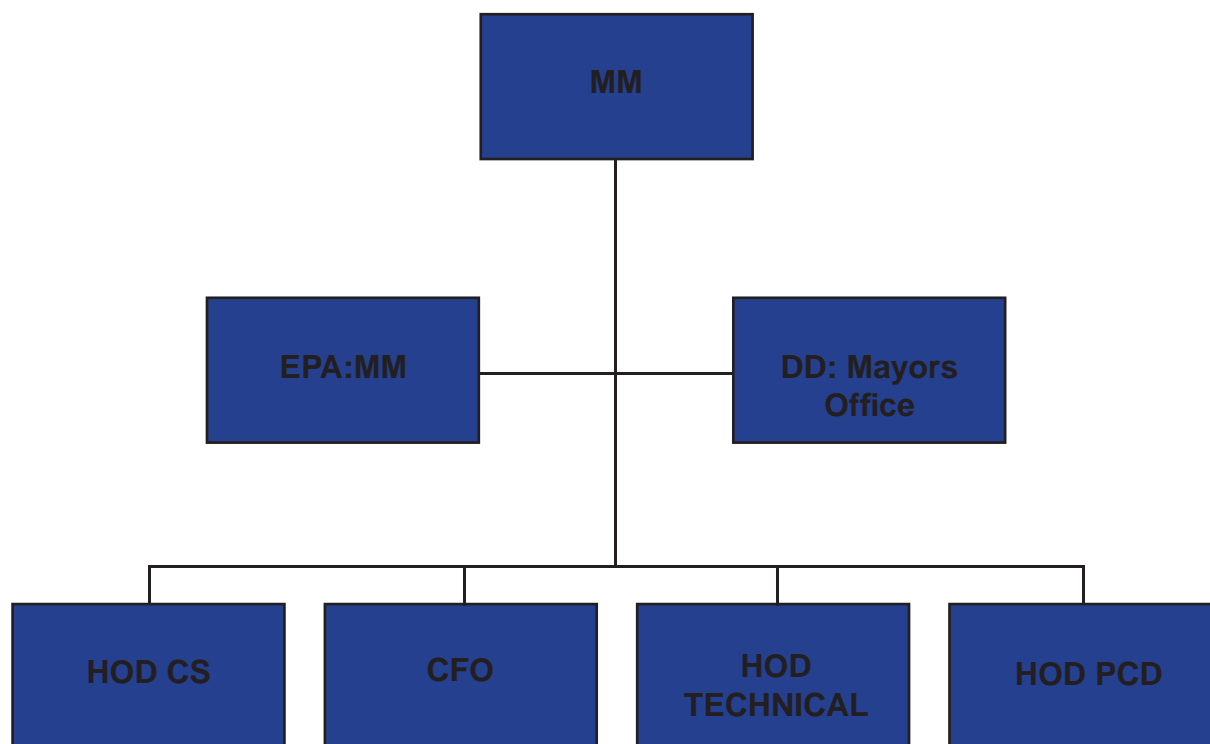 MM
EPA:MM
DD: Mayors
Office
HOD CS
CFO
HOD
TECHNICAL
HOD PCD